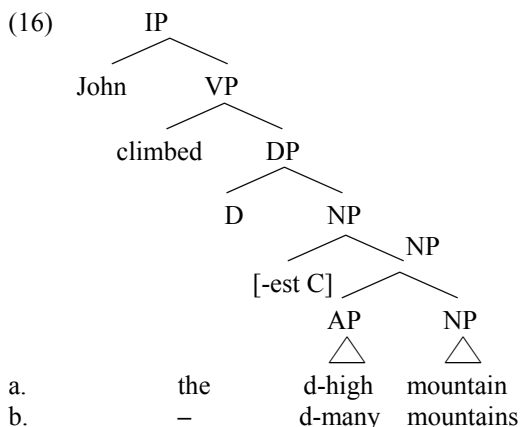 (16) IP
John VP
climbed DP
D NP
NP
[-est C]
AP NP
a. the d-high mountain
b. – d-many mountains